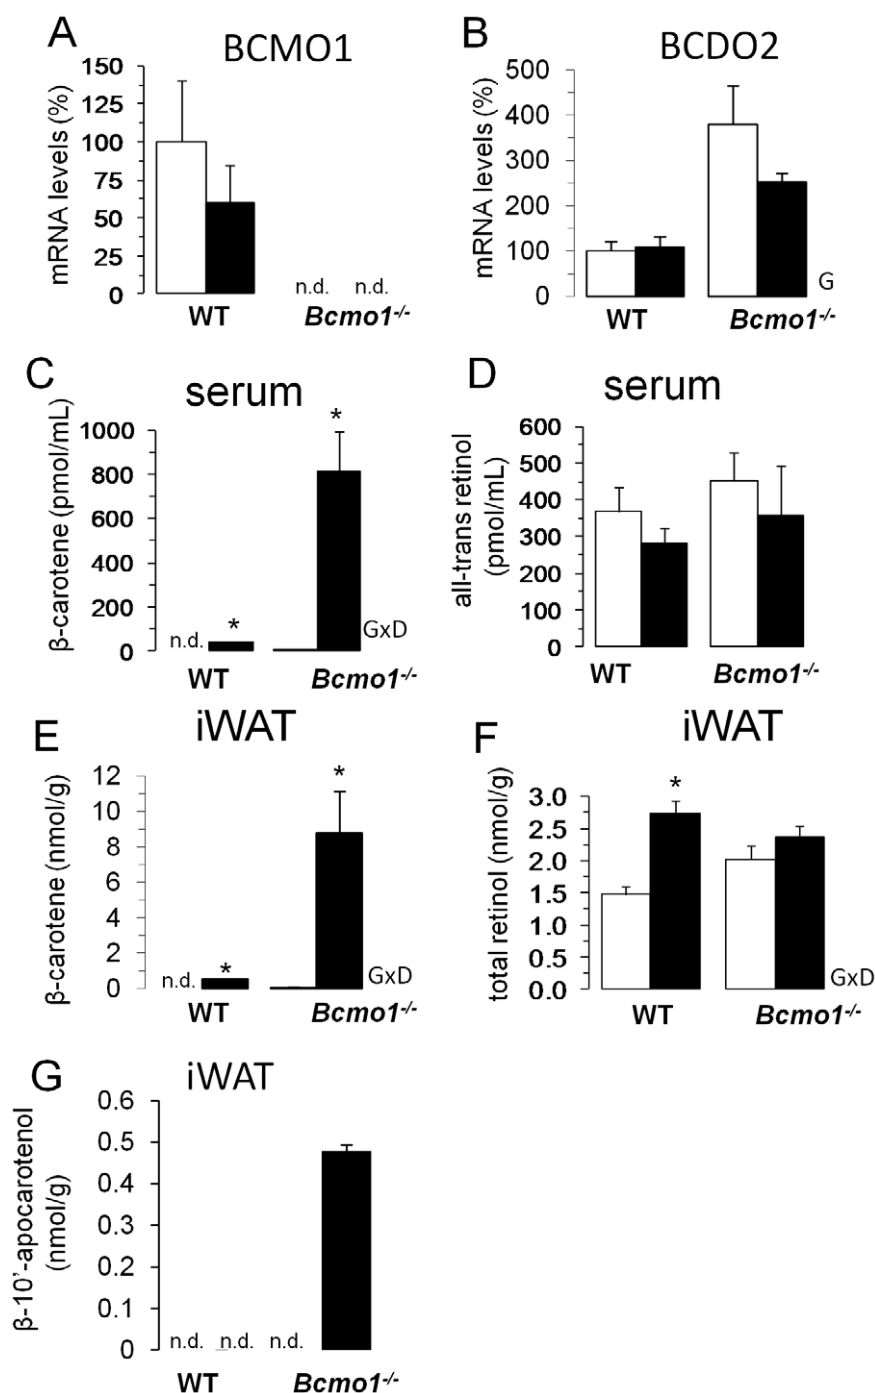 A
BCMO1
mRNA levels (%)
150
125
100
75
50
25
0
n.d. n.d.
WT Bcmo1-/-
B
BCDO2
mRNA levels (%)
500
400
300
200
100
0
G
WT Bcmo1-/-
C
serum
β-carotene (pmol/mL)
1000
800
600
400
200
0
n.d. * * GxD
WT Bcmo1-/-
D
serum
all-trans retinol
(pmol/mL)
600
500
400
300
200
100
0
WT Bcmo1-/-
E
iWAT
β-carotene (nmol/g)
12
10
8
6
4
2
0
n.d. * * GxD
WT Bcmo1-/-
F
iWAT
total retinol (nmol/g)
3.0
2.5
2.0
1.5
1.0
0.5
0.0
*
GxD
WT Bcmo1-/-
G
iWAT
β-10'-apocarotenol
(nmol/g)
0.6
0.5
0.4
0.3
0.2
0.1
0
n.d. n.d. n.d.
WT Bcmo1-/-